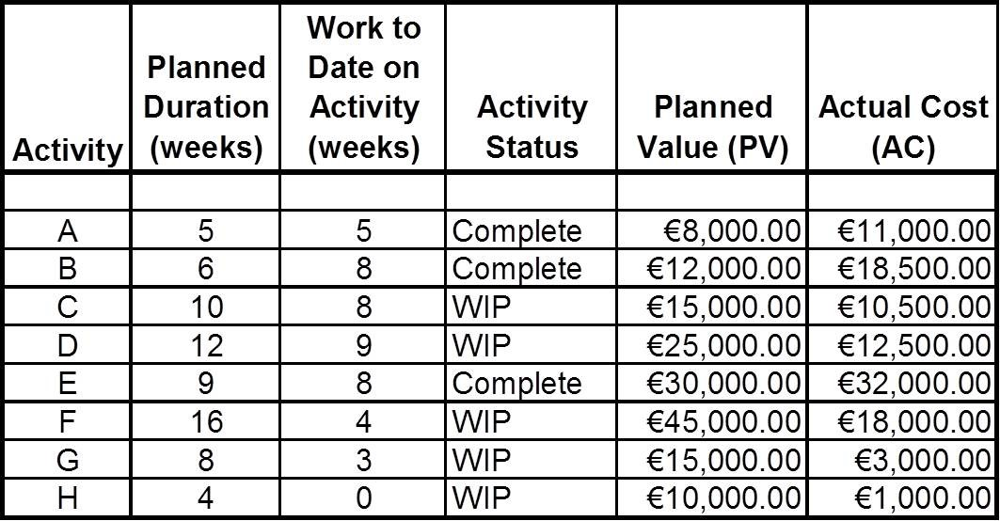 Activity Planned Duration (weeks) Work to Date on Activity (weeks) Activity Status Planned Value (PV) Actual Cost (AC)
A 5 5 Complete €8,000.00 €11,000.00
B 6 8 Complete €12,000.00 €18,500.00
C 10 8 WIP €15,000.00 €10,500.00
D 12 9 WIP €25,000.00 €12,500.00
E 9 8 Complete €30,000.00 €32,000.00
F 16 4 WIP €45,000.00 €18,000.00
G 8 3 WIP €15,000.00 €3,000.00
H 4 0 WIP €10,000.00 €1,000.00